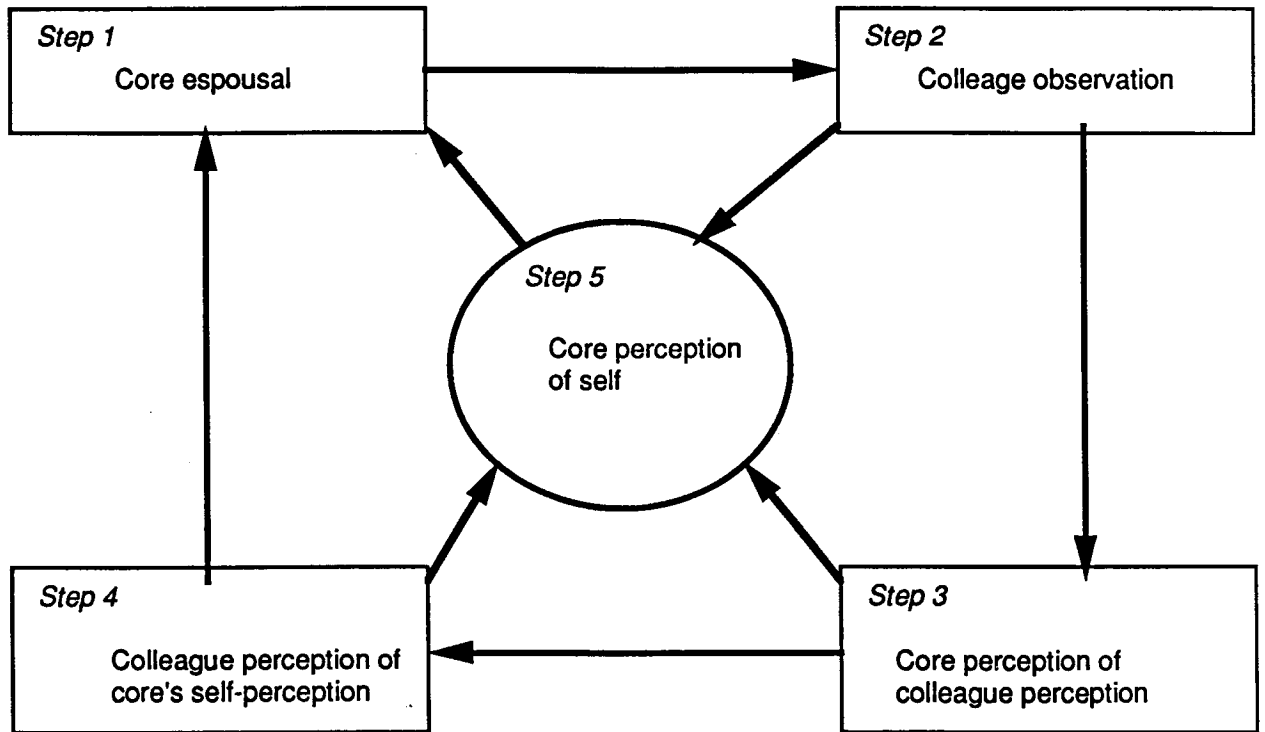 Step 1
Core espousal
Step 2
Colleage observation
Step 5
Core perception
of self
Step 4
Colleague perception of
core's self-perception
Step 3
Core perception of
colleague perception